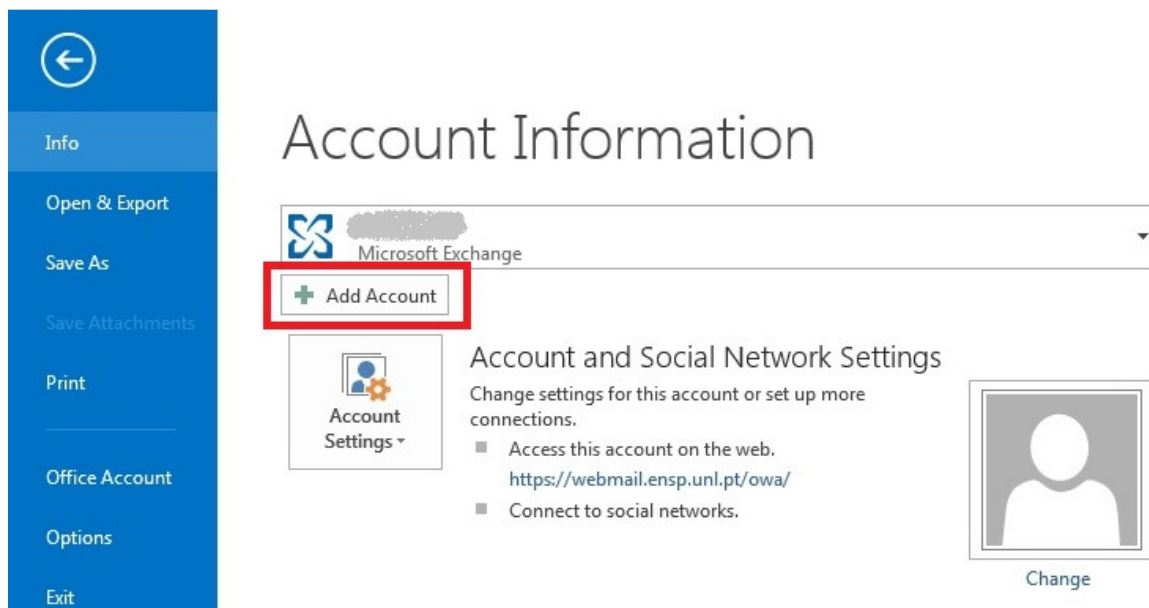 Info
Open & Export
Save As
Save Attachments
Print
Office Account
Options
Exit
Account Information
Microsoft Exchange
Add Account
Account
Settings
Account and Social Network Settings
Change settings for this account or set up more
connections.
Access this account on the web.
https://webmail.ensp.unl.pt/owa/
Connect to social networks.
Change